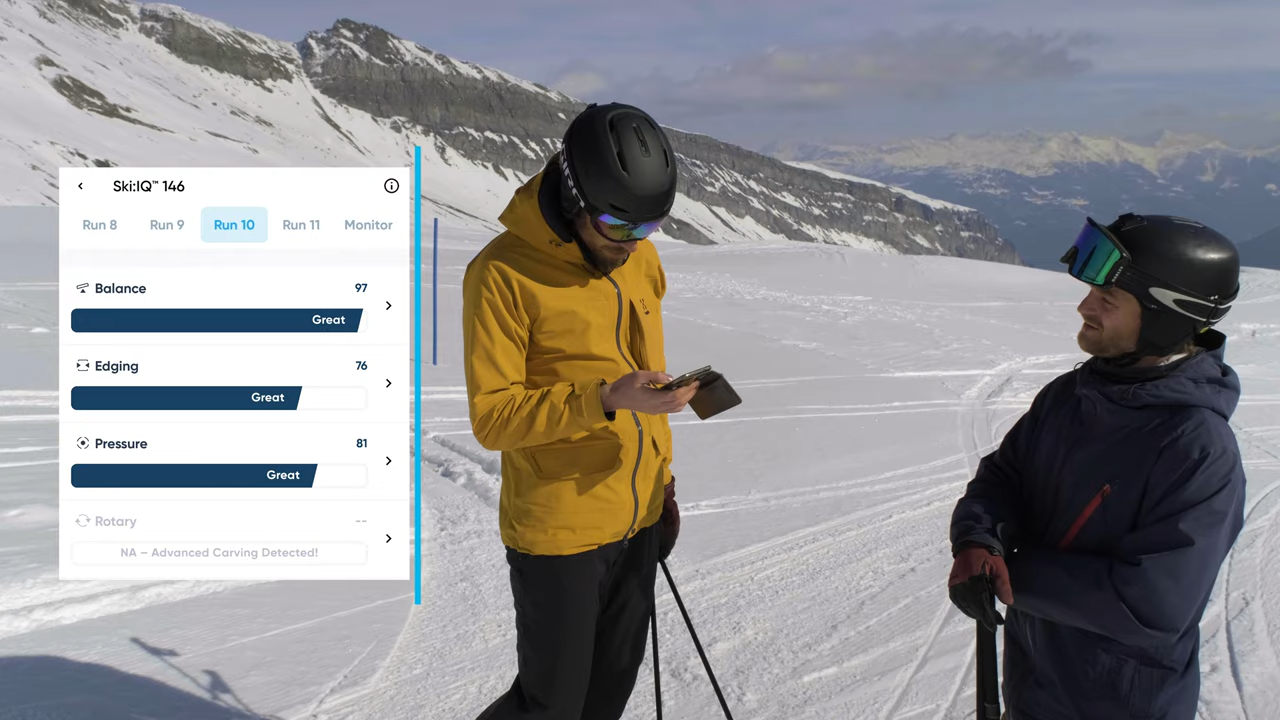 Ski:IQ™ 146
Run 8 Run 9 Run 10 Run 11 Monitor
Balance 97
Great
Edging 76
Great
Pressure 81
Great
Rotary --
NA – Advanced Carving Detected!